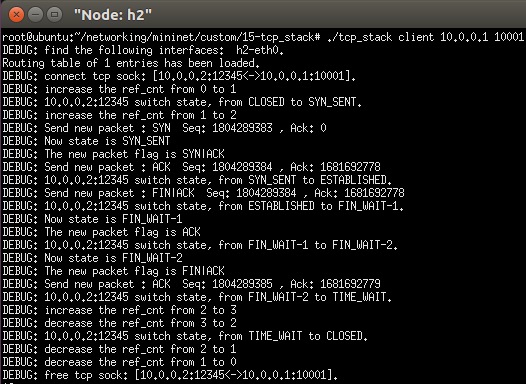 "Node: h2"
root@ubuntu:~/networking/mininet/custom/15-tcp_stack# ./tcp_stack client 10.0.0.1 10001
DEBUG: find the following interfaces:  h2-eth0.
Routing table of 1 entries has been loaded.
DEBUG: connect tcp sock: [10.0.0.2:12345<->10.0.0.1:10001].
DEBUG: increase the ref_cnt from 0 to 1
DEBUG: 10.0.0.2:12345 switch state, from CLOSED to SYN_SENT.
DEBUG: increase the ref_cnt from 1 to 2
DEBUG: Send new packet : SYN  Seq: 1804289383 , Ack: 0
DEBUG: Now state is SYN_SENT
DEBUG: The new packet flag is SYN|ACK
DEBUG: Send new packet : ACK  Seq: 1804289384 , Ack: 1681692778
DEBUG: 10.0.0.2:12345 switch state, from SYN_SENT to ESTABLISHED.
DEBUG: Send new packet : FIN|ACK  Seq: 1804289384 , Ack: 1681692778
DEBUG: 10.0.0.2:12345 switch state, from ESTABLISHED to FIN_WAIT-1.
DEBUG: Now state is FIN_WAIT-1
DEBUG: The new packet flag is ACK
DEBUG: 10.0.0.2:12345 switch state, from FIN_WAIT-1 to FIN_WAIT-2.
DEBUG: Now state is FIN_WAIT-2
DEBUG: The new packet flag is FIN|ACK
DEBUG: Send new packet : ACK  Seq: 1804289385 , Ack: 1681692779
DEBUG: 10.0.0.2:12345 switch state, from FIN_WAIT-2 to TIME_WAIT.
DEBUG: increase the ref_cnt from 2 to 3
DEBUG: decrease the ref_cnt from 3 to 2
DEBUG: 10.0.0.2:12345 switch state, from TIME_WAIT to CLOSED.
DEBUG: decrease the ref_cnt from 2 to 1
DEBUG: decrease the ref_cnt from 1 to 0
DEBUG: free tcp sock: [10.0.0.2:12345<->10.0.0.1:10001].